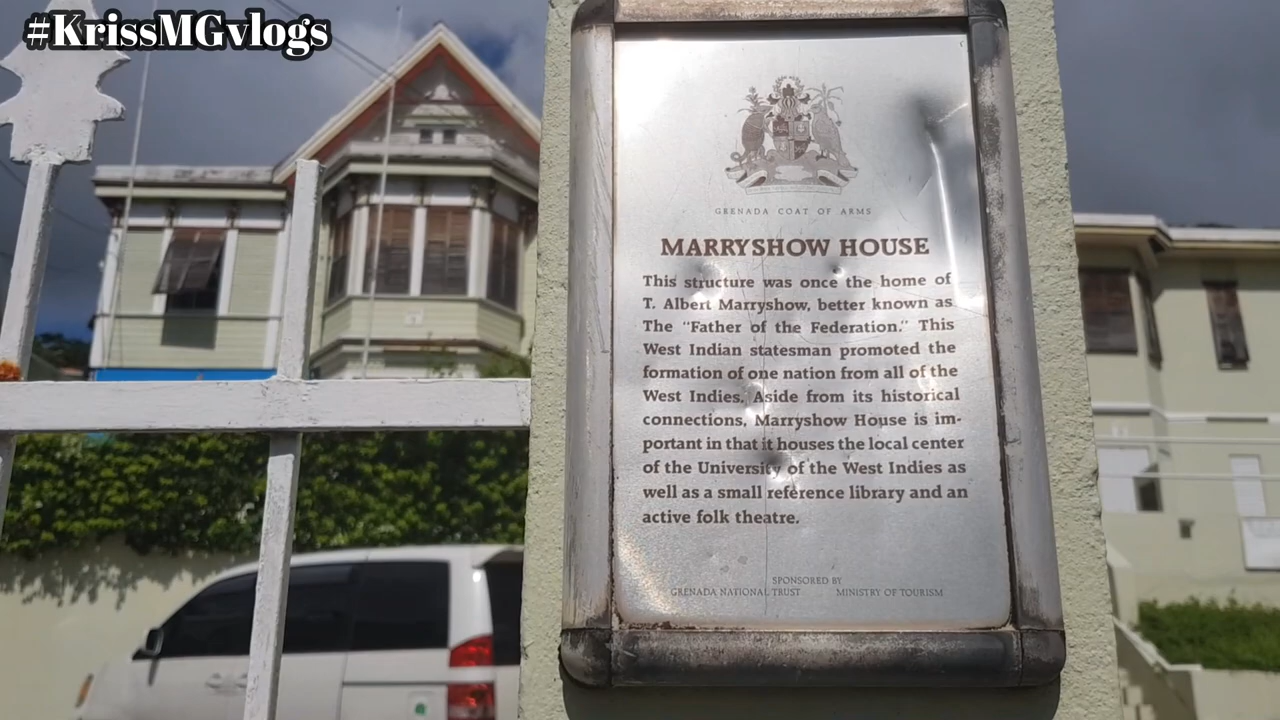 #KrissMGvlogs
GRENADA COAT OF ARMS
MARRYSHOW HOUSE
This structure was once the home of
T. Albert Marryshow, better known as
The "Father of the Federation." This
West Indian statesman promoted the
formation of one nation from all of the
West Indies. Aside from its historical
connections, Marryshow House is im-
portant in that it houses the local center
of the University of the West Indies as
well as a small reference library and an
active folk theatre.
SPONSORED BY
GRENADA NATIONAL TRUST MINISTRY OF TOURISM